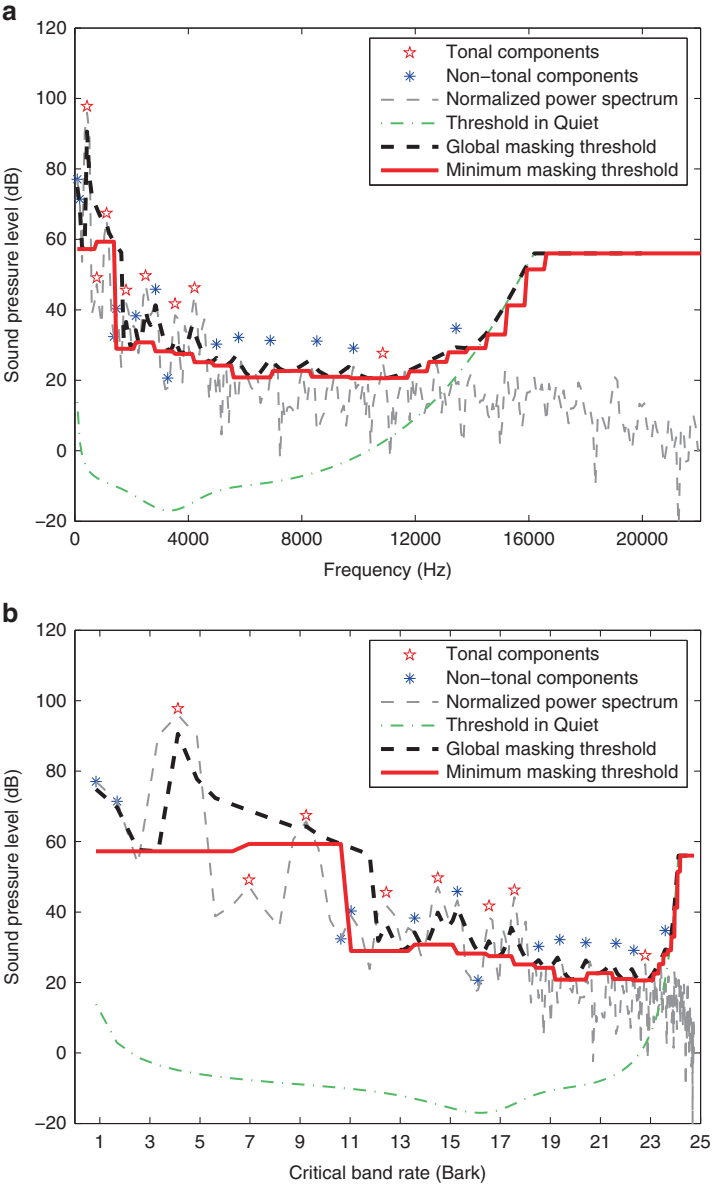 a
120
100
80
60
40
20
0
−20
Sound pressure level (dB)
Tonal components
Non−tonal components
Normalized power spectrum
Threshold in Quiet
Global masking threshold
Minimum masking threshold
0 4000 8000 12000 16000 20000
Frequency (Hz)
b
120
100
80
60
40
20
0
−20
Sound pressure level (dB)
Tonal components
Non−tonal components
Normalized power spectrum
Threshold in Quiet
Global masking threshold
Minimum masking threshold
1 3 5 7 9 11 13 15 17 19 21 23 25
Critical band rate (Bark)